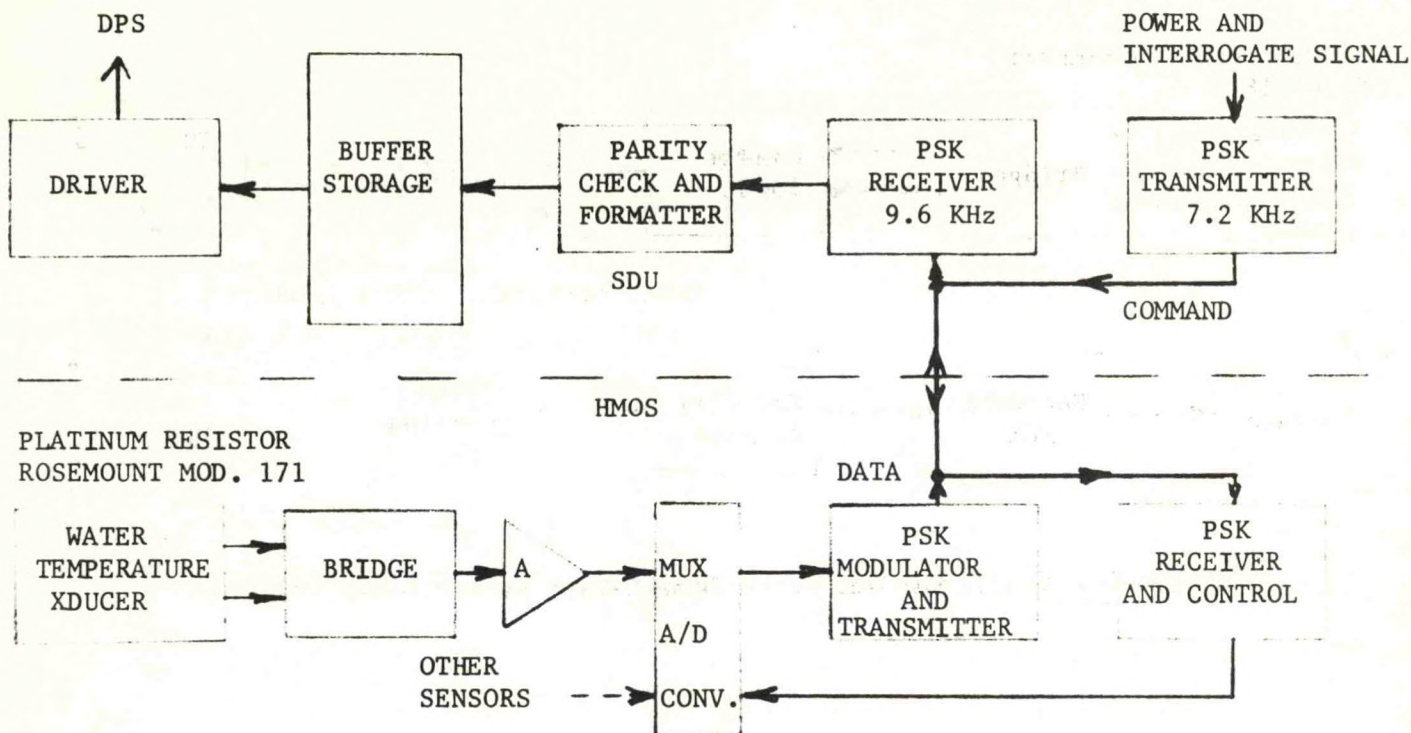 DPS
POWER AND
INTERROGATE SIGNAL
DRIVER
BUFFER
STORAGE
PARITY
CHECK AND
FORMATTER
PSK
RECEIVER
9.6 KHz
PSK
TRANSMITTER
7.2 KHz
SDU
COMMAND
HMOS
PLATINUM RESISTOR
ROSEMOUNT MOD. 171
DATA
WATER
TEMPERATURE
XDUCER
BRIDGE
A
MUX
A/D
CONV.
PSK
MODULATOR
AND
TRANSMITTER
PSK
RECEIVER
AND CONTROL
OTHER
SENSORS